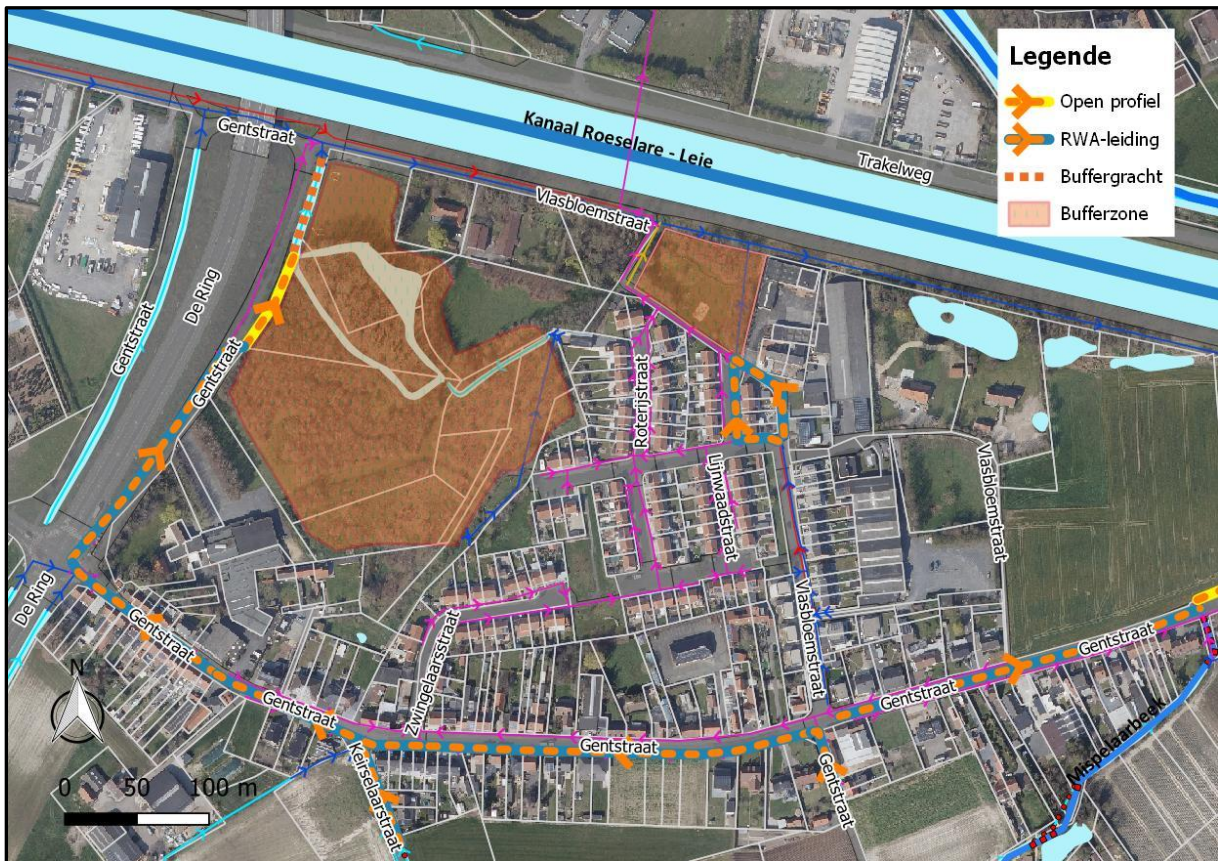 Legende
Open profiel
RWA-leiding
Buffergracht
Bufferzone
Kanaal Roeselare - Leie
Trakelweg
Gentstraat
Vlasbloemstraat
De Ring
Gentstraat
Gentstraat
Roterijstraat
Lijnwaadstraat
Vlasbloemstraat
De Ring
Gentstraat
Zwingelaarsstraat
Vlasbloemstraat
Gentstraat
Gentstraat
Gentstraat
Gentstraat
Keirselaarstraat
Mispelaarbeek
N
0 50 100 m